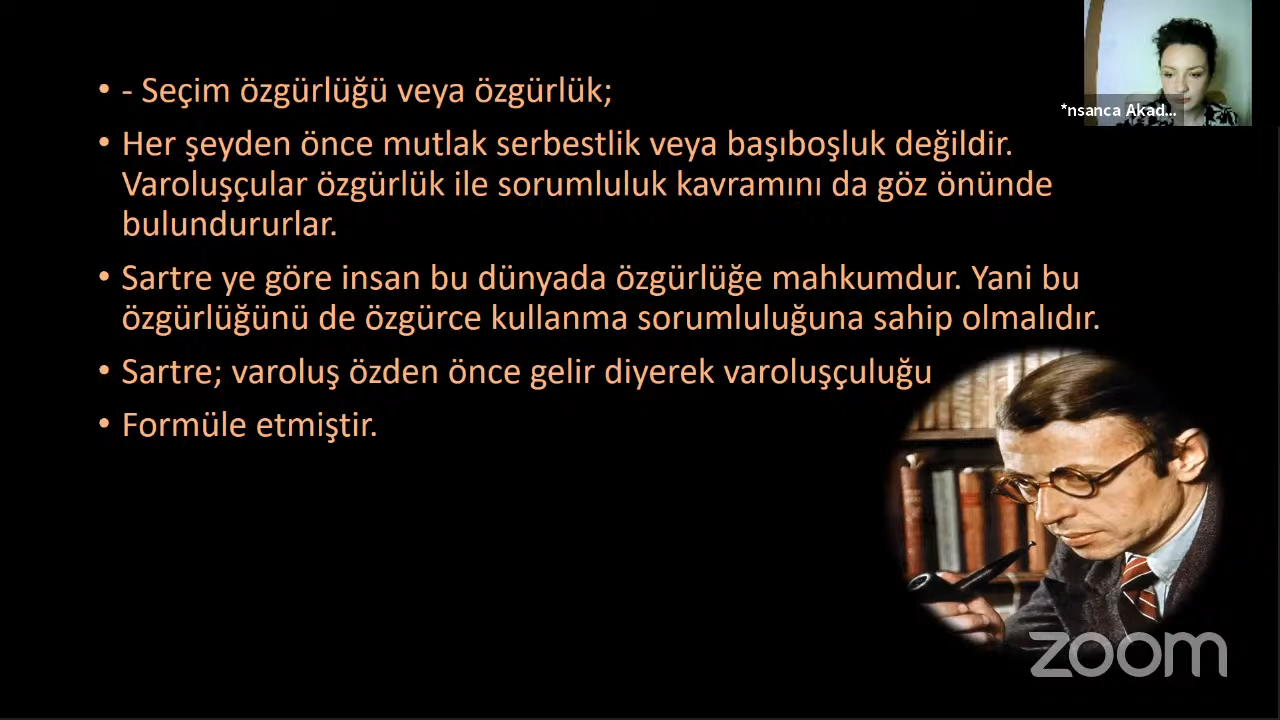 • - Seçim özgürlüğü veya özgürlük;
*nsanca Akad...
• Her şeyden önce mutlak serbestlik veya başıboşluk değildir.
Varoluşçular özgürlük ile sorumluluk kavramını da göz önünde
bulundururlar.
• Sartre ye göre insan bu dünyada özgürlüğe mahkumdur. Yani bu
özgürlüğünü de özgürce kullanma sorumluluğuna sahip olmalıdır.
• Sartre; varoluş özden önce gelir diyerek varoluşçuluğu
• Formüle etmiştir.
zoom